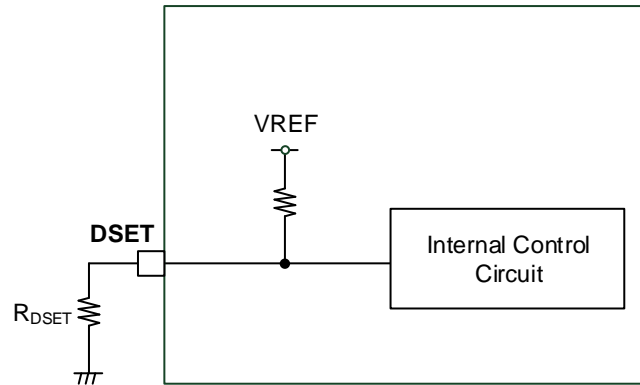 VREF
DSET
Internal Control
Circuit
RDSET